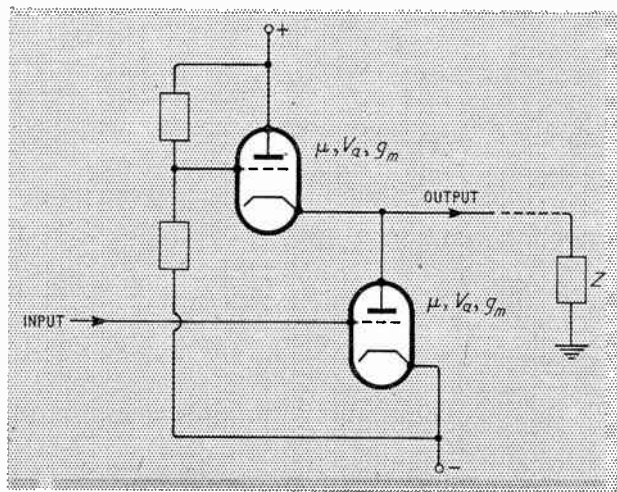 +
μ, Va, gm
OUTPUT
Z
μ, Va, gm
INPUT
−